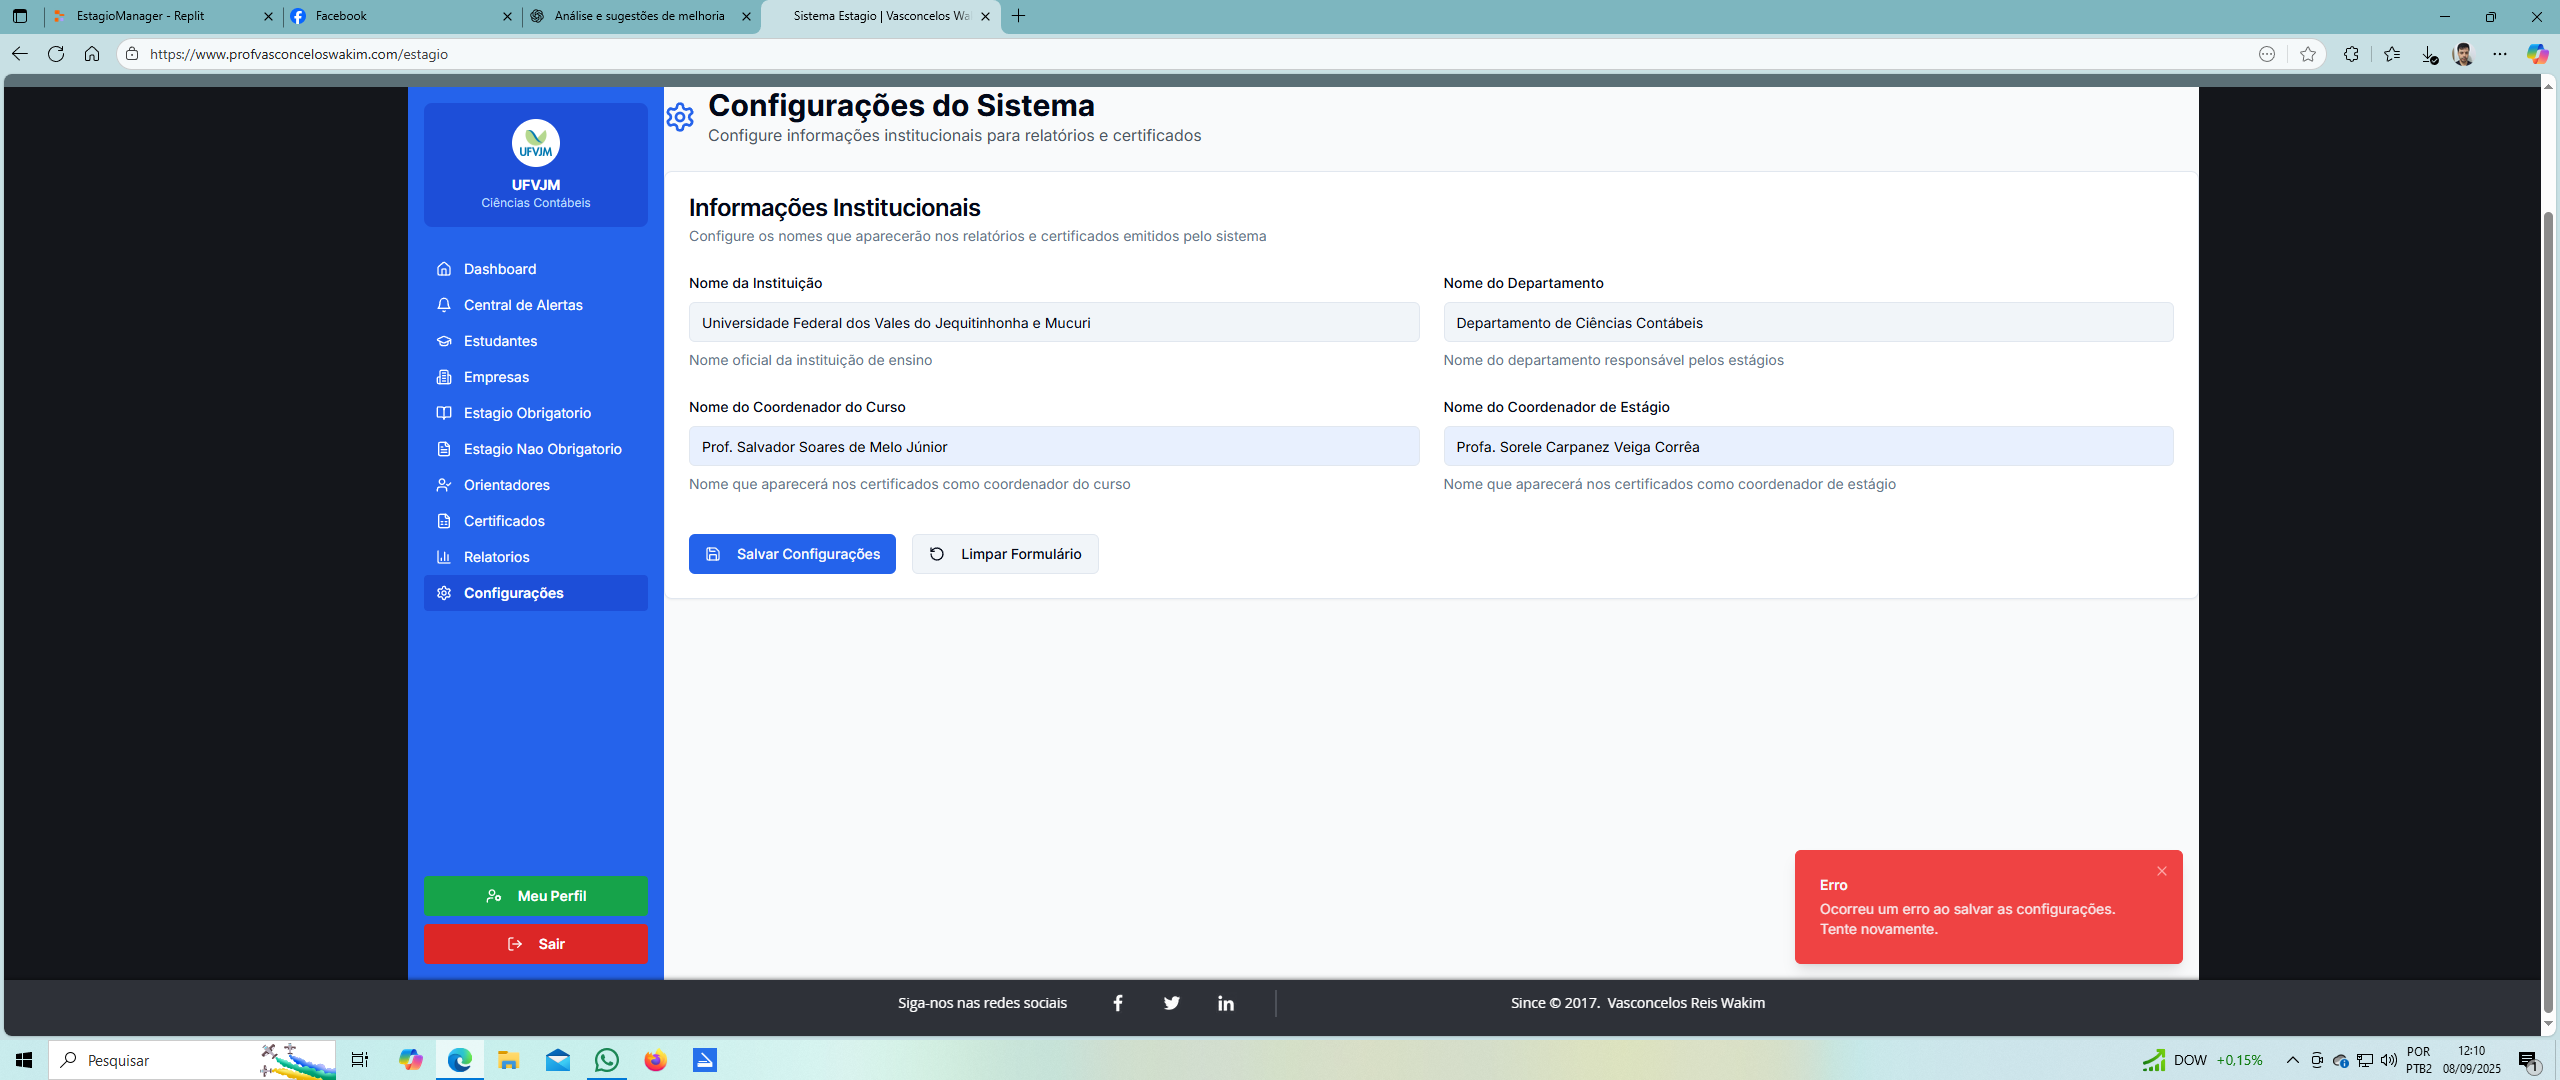 EstagioManager - Replit
Facebook
Análise e sugestões de melhoria
Sistema Estagio | Vasconcelos Wa
https://www.profvasconceloswakim.com/estagio
UFVJM
UFVJM
Ciências Contábeis
Dashboard
Central de Alertas
Estudantes
Empresas
Estagio Obrigatorio
Estagio Nao Obrigatorio
Orientadores
Certificados
Relatorios
Configurações
Meu Perfil
Sair
Configurações do Sistema
Configure informações institucionais para relatórios e certificados
Informações Institucionais
Configure os nomes que aparecerão nos relatórios e certificados emitidos pelo sistema
Nome da Instituição
Universidade Federal dos Vales do Jequitinhonha e Mucuri
Nome oficial da instituição de ensino
Nome do Departamento
Departamento de Ciências Contábeis
Nome do departamento responsável pelos estágios
Nome do Coordenador do Curso
Prof. Salvador Soares de Melo Júnior
Nome que aparecerá nos certificados como coordenador do curso
Nome do Coordenador de Estágio
Profa. Sorele Carpanez Veiga Corrêa
Nome que aparecerá nos certificados como coordenador de estágio
Salvar Configurações
Limpar Formulário
Erro
Ocorreu um erro ao salvar as configurações.
Tente novamente.
Siga-nos nas redes sociais
Since © 2017. Vasconcelos Reis Wakim
Pesquisar
DOW +0,15%
POR
PTB2
12:10
08/09/2025
1